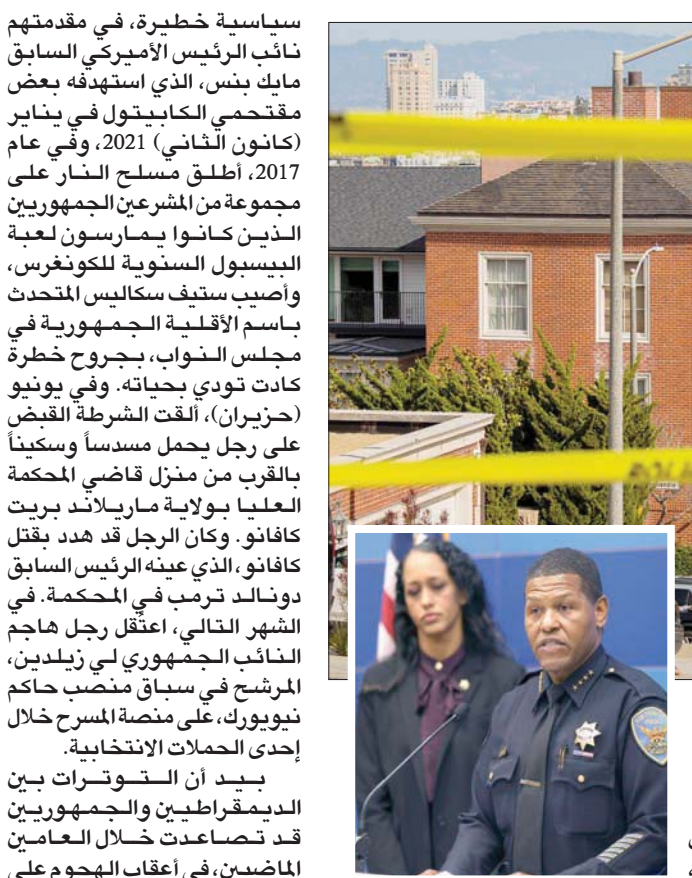 سياسية خطيرة، في مقدمتهم
نائب الرئيس الأميركي السابق
مايك بنس، الذي استهدفه بعض
مقتحمي الكابيتول في يناير
(كانون الثاني) 2021، وفي عام
2017، أطلق مسلح النار على
مجموعة من المشرعين الجمهوريين
الذين كانوا يمارسون لعبة
البيسبول السنوية للكونغرس،
وأصيب ستيف سكاليس المتحدث
باسم الأقلية الجمهورية في
مجلس النواب، بجروح خطرة
كادت تودي بحياته. وفي يونيو
(حزيران)، ألقت الشرطة القبض
على رجل يحمل مسدساً وسكيناً
بالقرب من منزل قاضي المحكمة
العليا بولاية ماريلاند بريت
كافانو. وكان الرجل قد هدد بقتل
كافانو، الذي عينه الرئيس السابق
دونالد ترمب في المحكمة. في
الشهر التالي، اعتُقل رجل هاجم
النائب الجمهوري لي زيلدين،
المرشح في سباق منصب حاكم
نيويورك، على منصة المسرح خلال
إحدى الحملات الانتخابية.
بيد أن التوترات بين
الديمقراطيين والجمهوريين
قد تصاعدت خلال العامين
الماضيين، في أعقاب الهجوم على